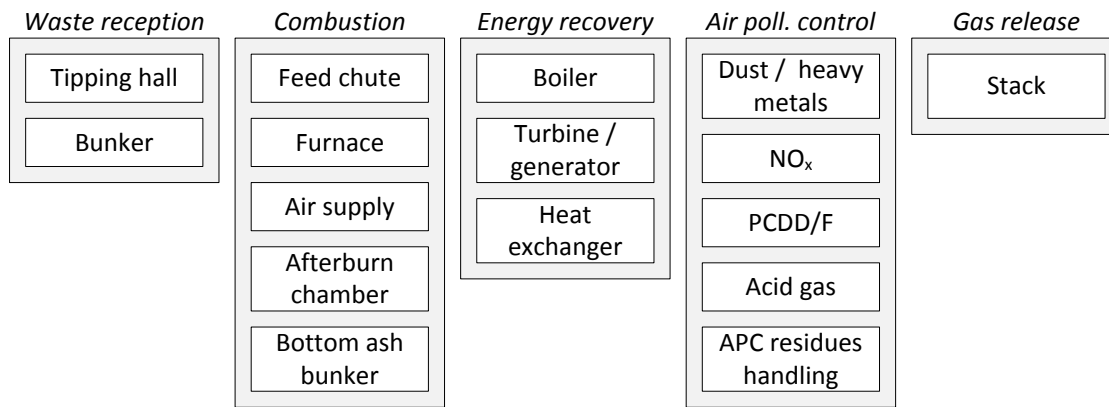 Waste reception
Tipping hall
Bunker
Combustion
Feed chute
Furnace
Air supply
Afterburn
chamber
Bottom ash
bunker
Energy recovery
Boiler
Turbine /
generator
Heat
exchanger
Air poll. control
Dust / heavy
metals
NOₓ
PCDD/F
Acid gas
APC residues
handling
Gas release
Stack